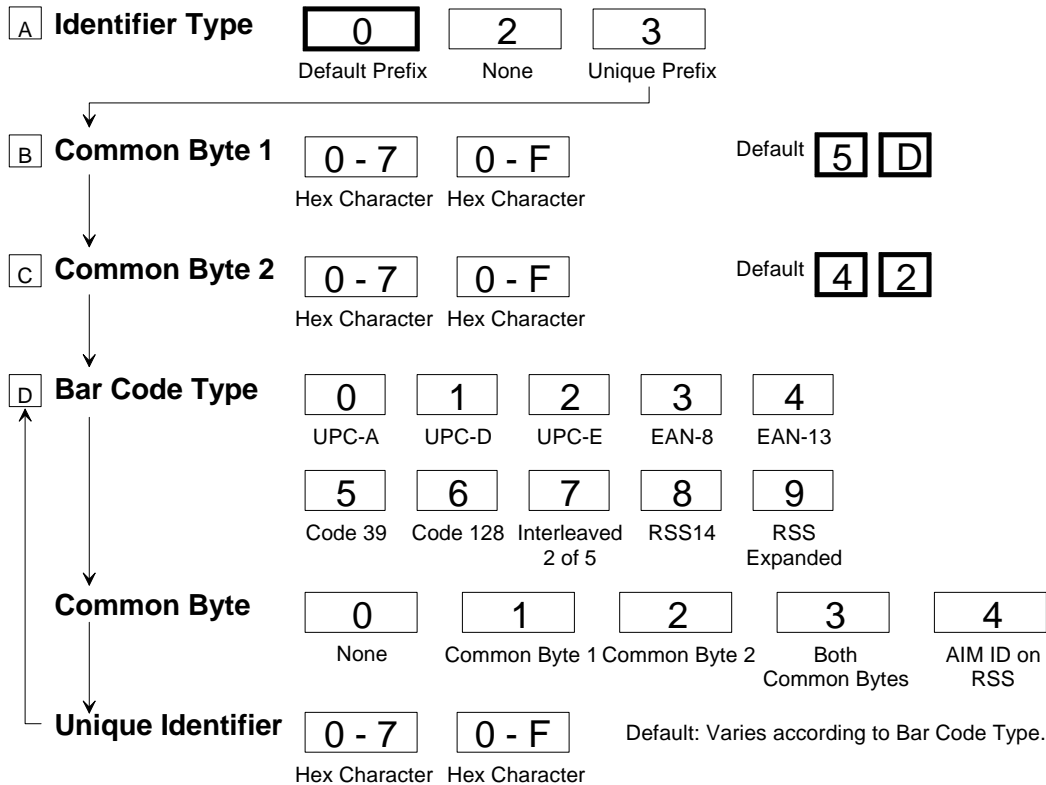 A Identifier Type 0 2 3
Default Prefix None Unique Prefix
B Common Byte 1 0 - 7 0 - F Default 5 D
Hex Character Hex Character
C Common Byte 2 0 - 7 0 - F Default 4 2
Hex Character Hex Character
D Bar Code Type 0 1 2 3 4
UPC-A UPC-D UPC-E EAN-8 EAN-13
5 6 7 8 9
Code 39 Code 128 Interleaved RSS14 RSS
2 of 5 Expanded
Common Byte 0 1 2 3 4
None Common Byte 1 Common Byte 2 Both AIM ID on
Common Bytes RSS
Unique Identifier 0 - 7 0 - F Default: Varies according to Bar Code Type.
Hex Character Hex Character